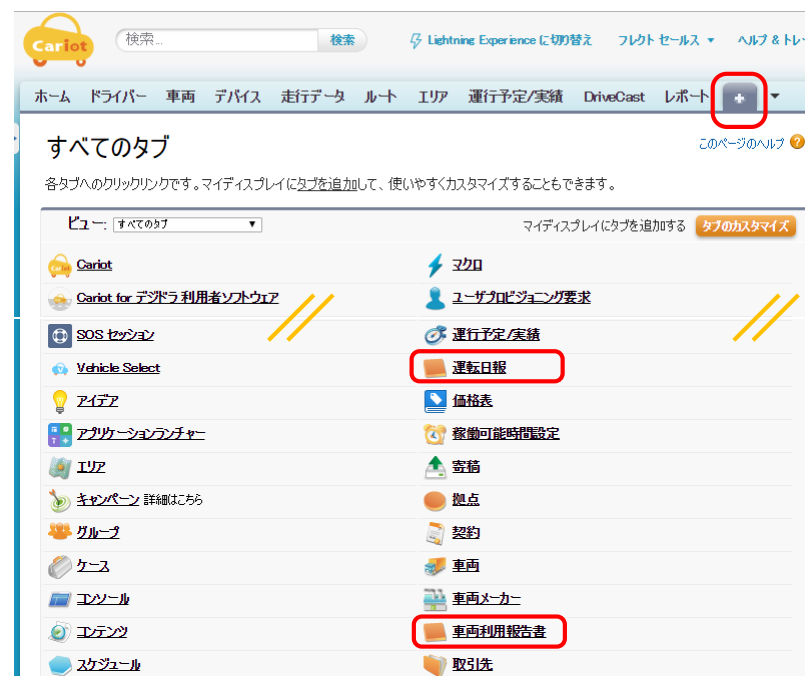 Cariot
検索...
検索
Lightning Experience に切り替え
フレクト セールス
ヘルプ & トレ
ホーム ドライバー 車両 デバイス 走行データ ルート エリア 運行予定/実績 DriveCast レポート +
すべてのタブ
このページのヘルプ ?
各タブへのクリックリンクです。マイディスプレイにタブを追加して、使いやすくカスタマイズすることもできます。
ビュー: すべてのタブ
マイディスプレイにタブを追加する タブのカスタマイズ
Cariot
マクロ
Cariot for デジドラ 利用者ソフトウェア
ユーザプロビジョニング要求
SOS セッション
運行予定/実績
Vehicle Select
運転日報
アイデア
価格表
アプリケーションランチャー
稼働可能時間設定
エリア
寄稿
キャンペーン 詳細はこちら
拠点
グループ
契約
ケース
車両
コンソール
車両メーカー
コンテンツ
車両利用報告書
スケジュール
取引先